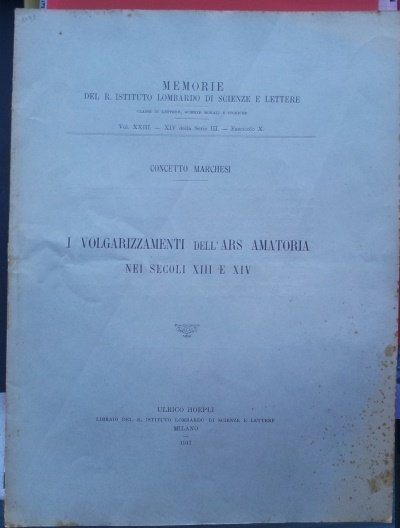 MEMORIE
DEL R. ISTITUTO LOMBARDO DI SCIENZE E LETTERE
CLASSE DI LETTERE, SCIENZE MORALI E STORICHE
Vol. XXIII. — XIV della Serie III. — Fascicolo X.
CONCETTO MARCHESI
I VOLGARIZZAMENTI DELL'ARS AMATORIA
NEI SECOLI XIII E XIV
ULRICO HOEPLI
LIBRAIO DEL R. ISTITUTO LOMBARDO DI SCIENZE E LETTERE
MILANO
—
1917